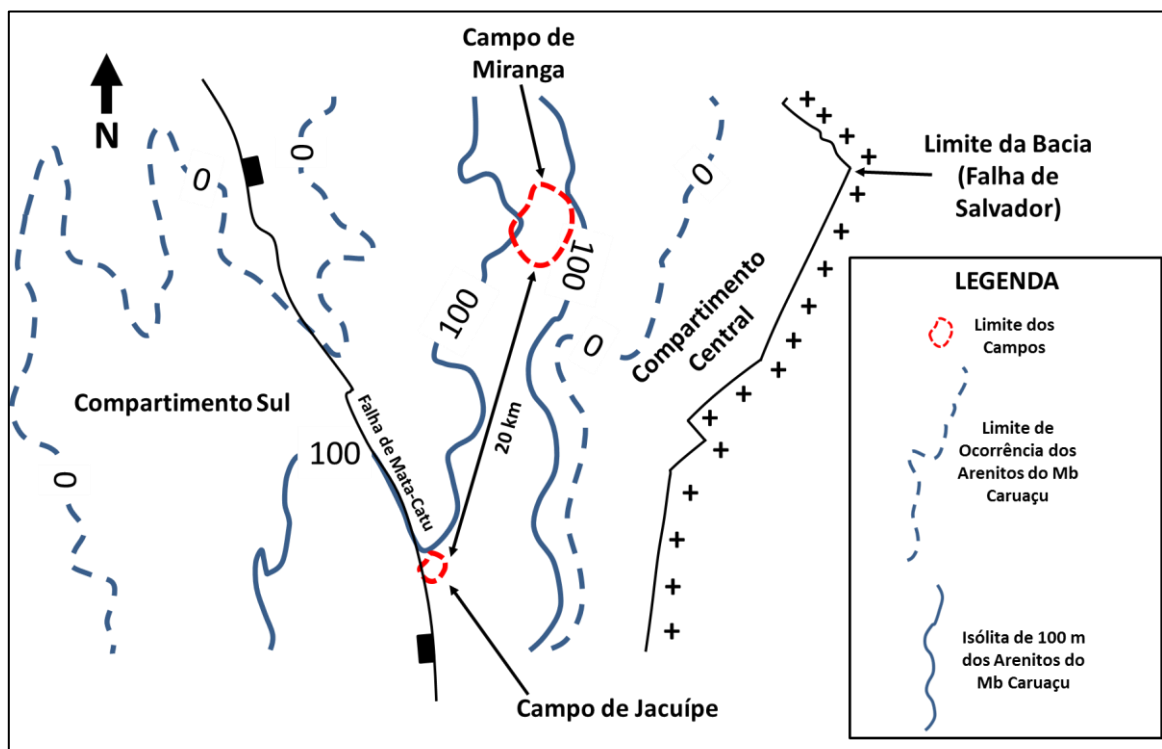 Campo de
Miranga
N
Limite da Bacia
(Falha de
Salvador)
0
0
0
100
100
0
Compartimento
Central
Compartimento Sul
Falha de Mata-Catu
20 km
100
0
Campo de Jacuípe
LEGENDA
Limite dos
Campos
Limite de
Ocorrência dos
Arenitos do Mb
Caruaçu
Isólita de 100 m
dos Arenitos do
Mb Caruaçu